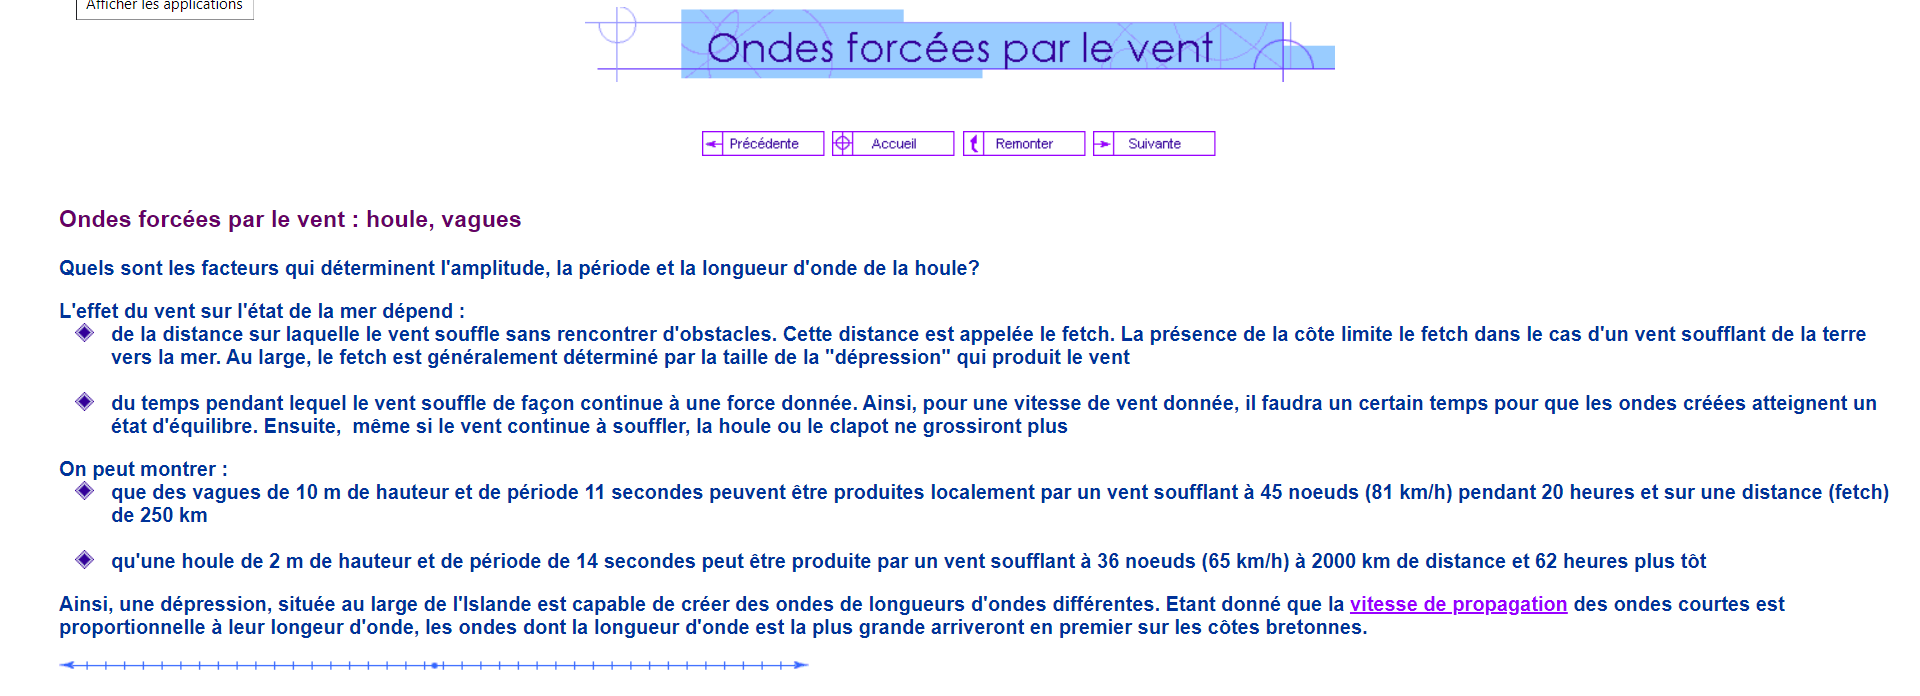 Afficher les applications
Ondes forcées par le vent
Précédente
Accueil
Remonter
Suivante
Ondes forcées par le vent : houle, vagues
Quels sont les facteurs qui déterminent l'amplitude, la période et la longueur d'onde de la houle?
L'effet du vent sur l'état de la mer dépend :
de la distance sur laquelle le vent souffle sans rencontrer d'obstacles. Cette distance est appelée le fetch. La présence de la côte limite le fetch dans le cas d'un vent soufflant de la terre
vers la mer. Au large, le fetch est généralement déterminé par la taille de la "dépression" qui produit le vent
du temps pendant lequel le vent souffle de façon continue à une force donnée. Ainsi, pour une vitesse de vent donnée, il faudra un certain temps pour que les ondes créées atteignent un
état d'équilibre. Ensuite,  même si le vent continue à souffler, la houle ou le clapot ne grossiront plus
On peut montrer :
que des vagues de 10 m de hauteur et de période 11 secondes peuvent être produites localement par un vent soufflant à 45 noeuds (81 km/h) pendant 20 heures et sur une distance (fetch)
de 250 km
qu'une houle de 2 m de hauteur et de période de 14 secondes peut être produite par un vent soufflant à 36 noeuds (65 km/h) à 2000 km de distance et 62 heures plus tôt
Ainsi, une dépression, située au large de l'Islande est capable de créer des ondes de longueurs d'ondes différentes. Etant donné que la vitesse de propagation des ondes courtes est
proportionnelle à leur longeur d'onde, les ondes dont la longueur d'onde est la plus grande arriveront en premier sur les côtes bretonnes.